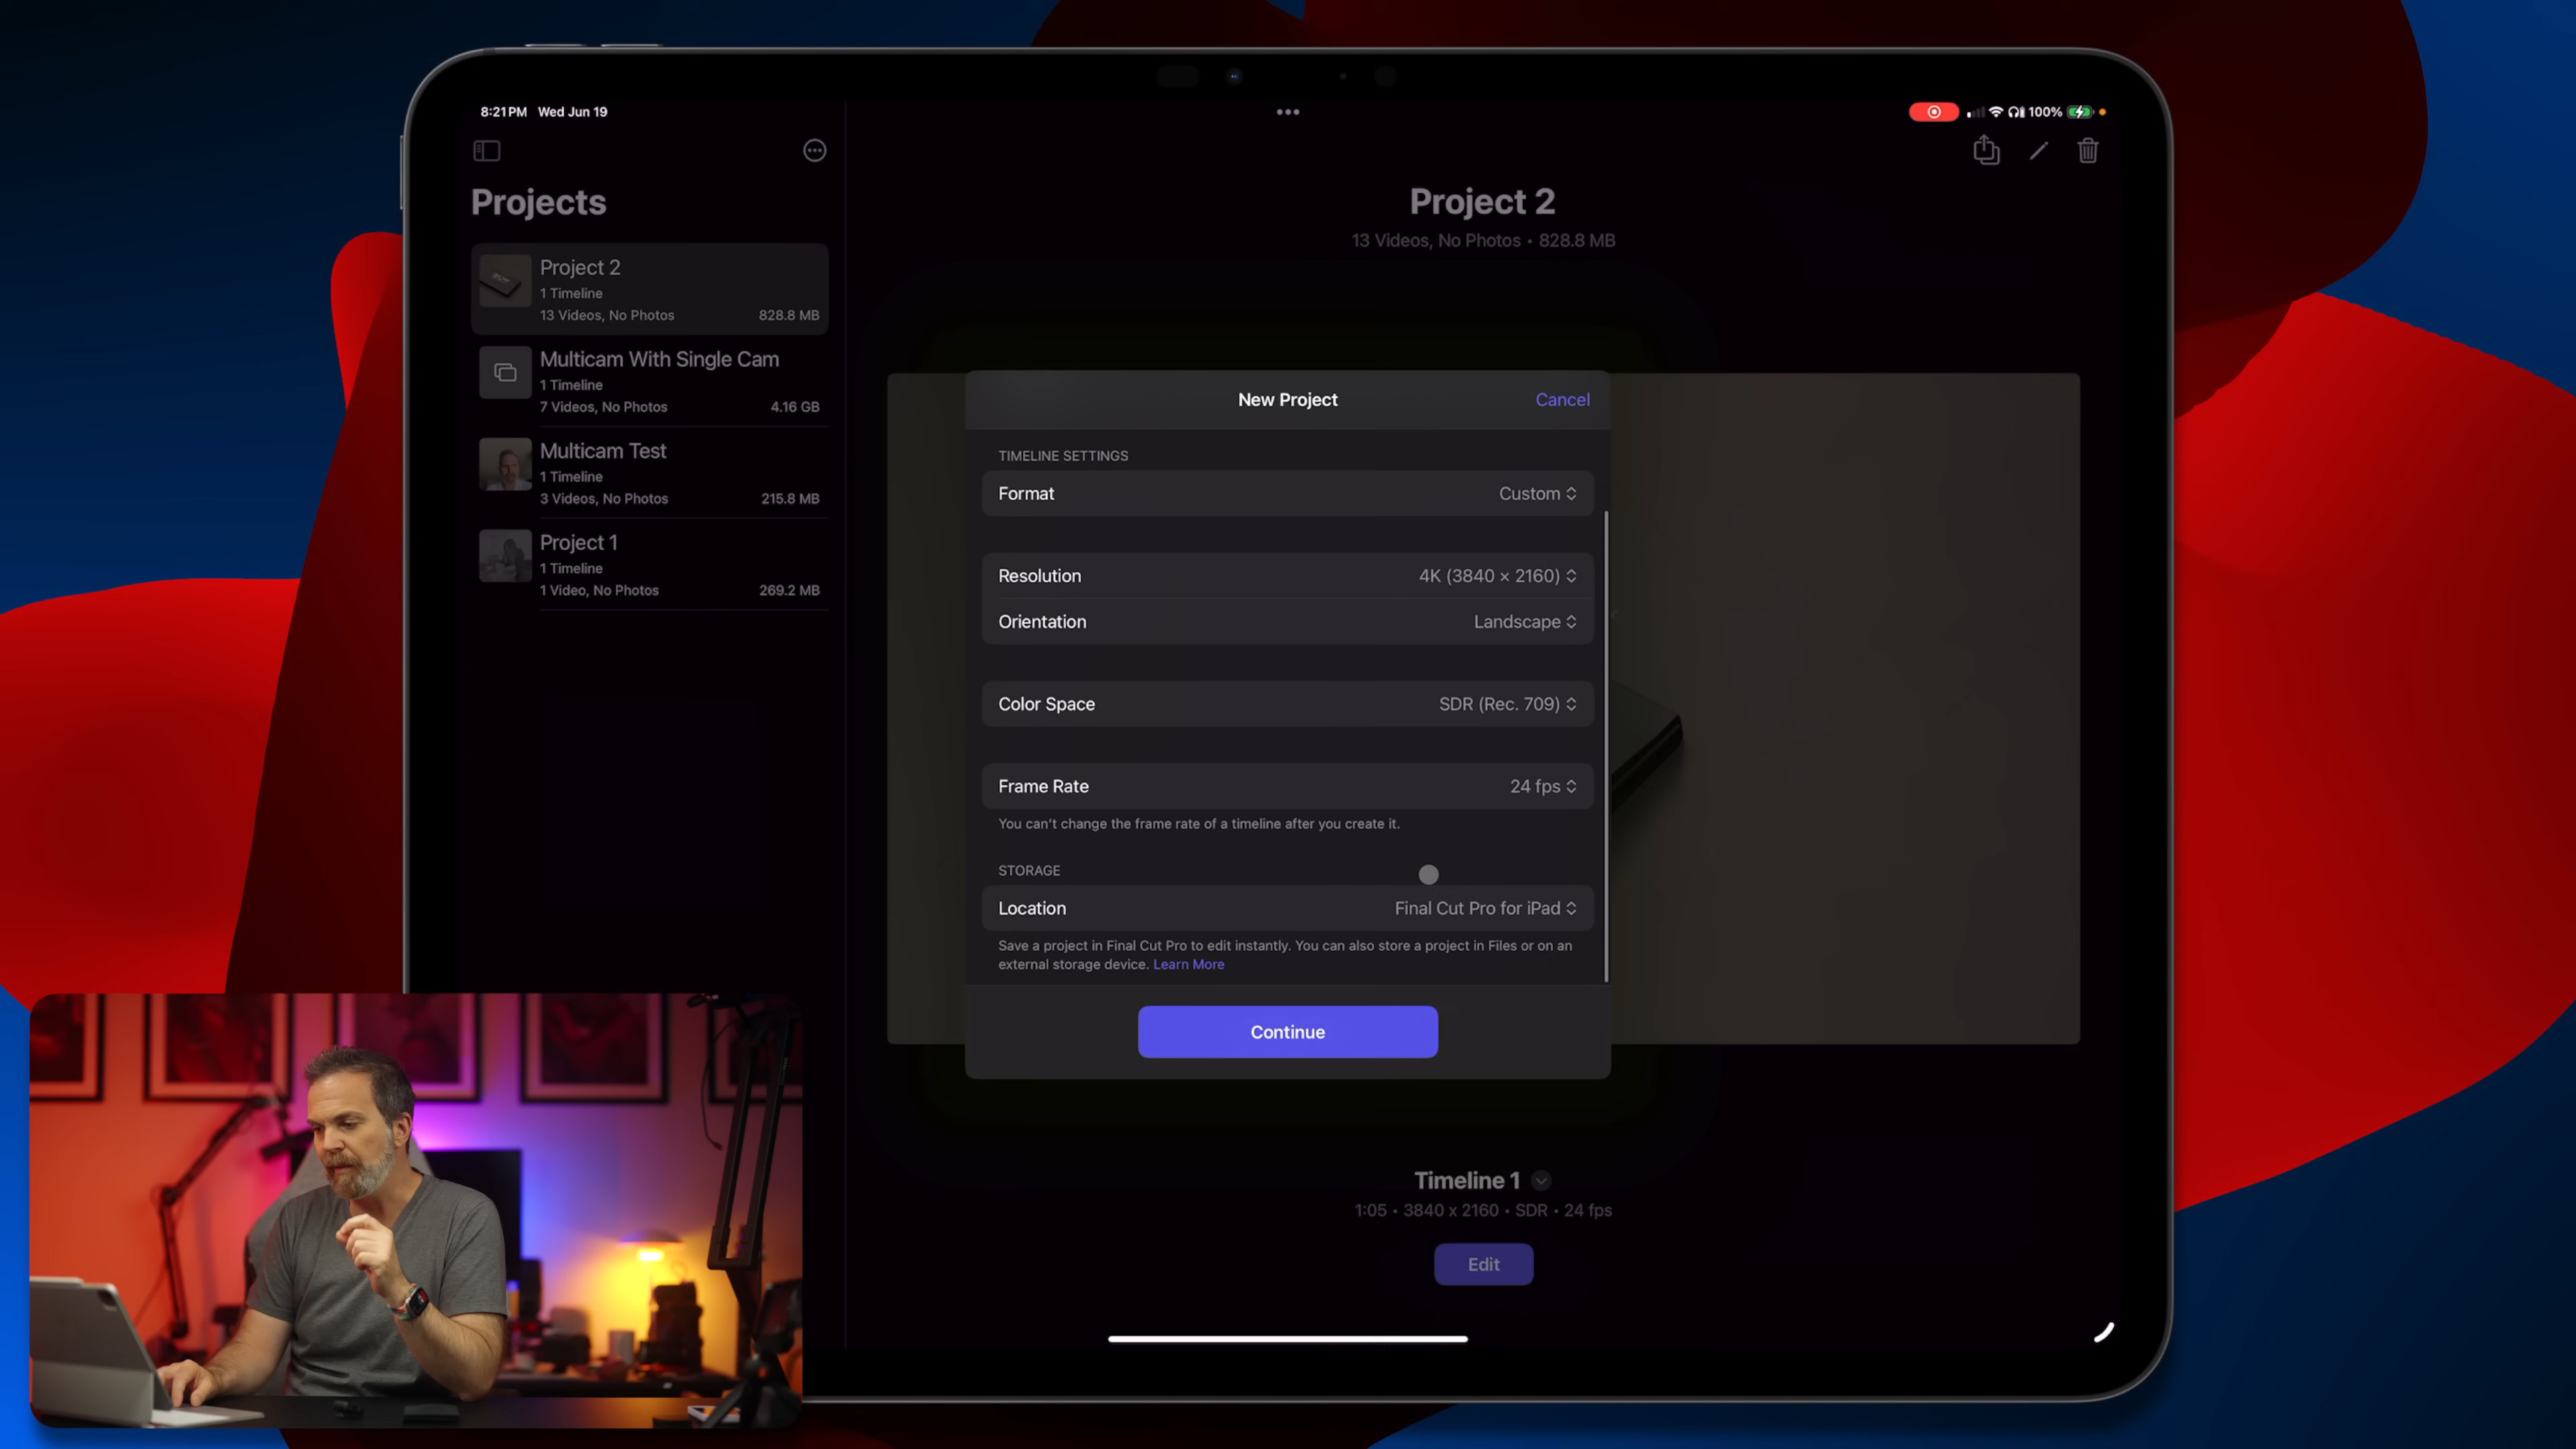 8:21PM Wed Jun 19
100%
Projects
Project 2
1 Timeline
13 Videos, No Photos 828.8 MB
Multicam With Single Cam
1 Timeline
7 Videos, No Photos 4.16 GB
Multicam Test
1 Timeline
3 Videos, No Photos 215.8 MB
Project 1
1 Timeline
1 Video, No Photos 269.2 MB
Project 2
13 Videos, No Photos • 828.8 MB
New Project Cancel
TIMELINE SETTINGS
Format Custom
Resolution 4K (3840 × 2160)
Orientation Landscape
Color Space SDR (Rec. 709)
Frame Rate 24 fps
You can't change the frame rate of a timeline after you create it.
STORAGE
Location Final Cut Pro for iPad
Save a project in Final Cut Pro to edit instantly. You can also store a project in Files or on an
external storage device. Learn More
Continue
Timeline 1
1:05 • 3840 x 2160 • SDR • 24 fps
Edit